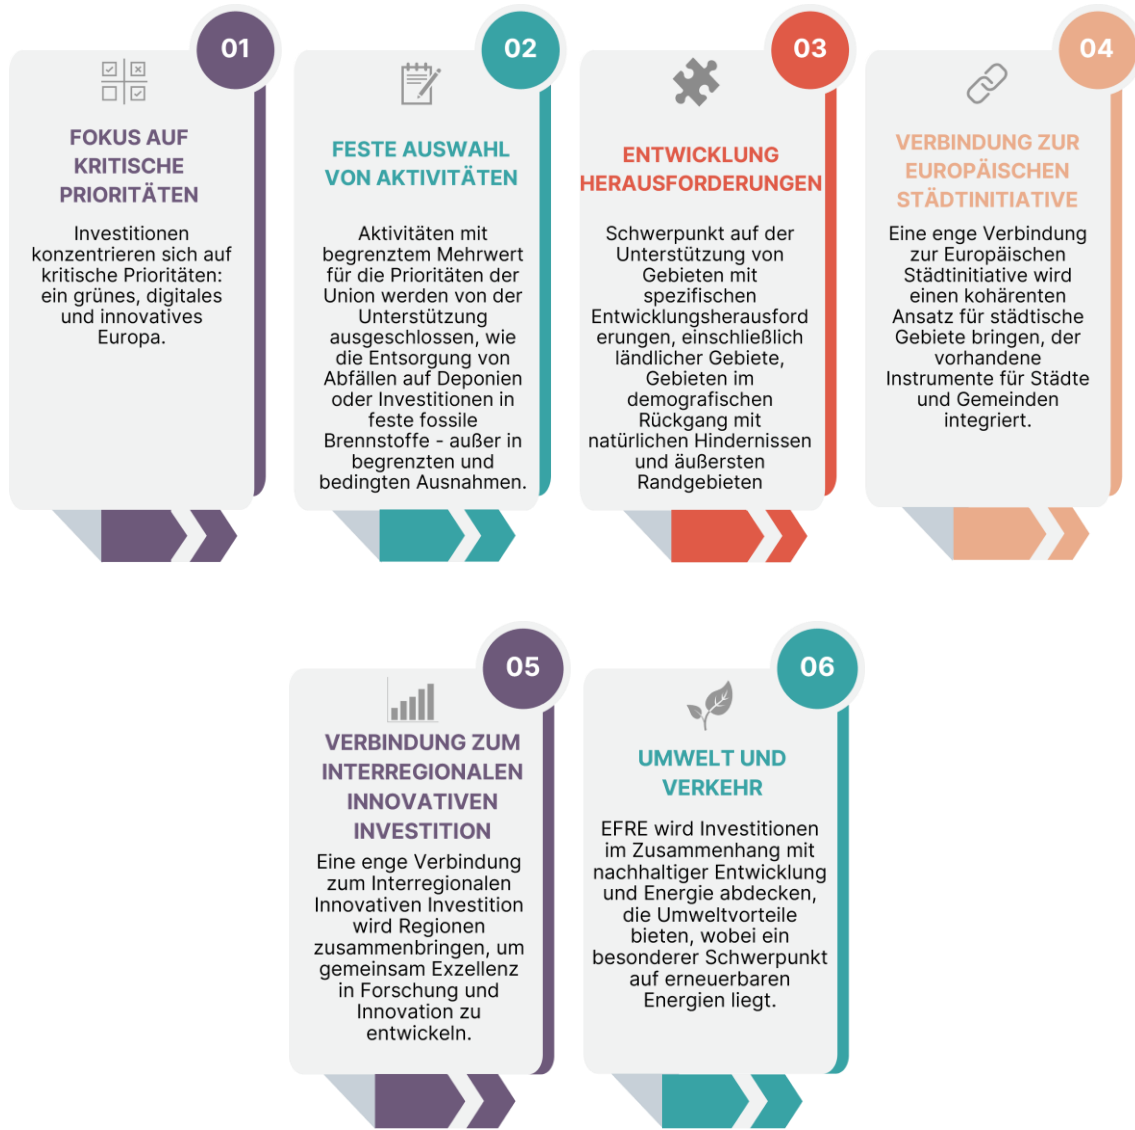 01
FOKUS AUF
KRITISCHE
PRIORITÄTEN
Investitionen
konzentrieren sich auf
kritische Prioritäten:
ein grünes, digitales
und innovatives
Europa.
02
FESTE AUSWAHL
VON AKTIVITÄTEN
Aktivitäten mit
begrenztem Mehrwert
für die Prioritäten der
Union werden von der
Unterstützung
ausgeschlossen, wie
die Entsorgung von
Abfällen auf Deponien
oder Investitionen in
feste fossile
Brennstoffe - außer in
begrenzten und
bedingten Ausnahmen.
03
ENTWICKLUNG
HERAUSFORDERUNGEN
Schwerpunkt auf der
Unterstützung von
Gebieten mit
spezifischen
Entwicklungsherausford
erungen, einschließlich
ländlicher Gebiete,
Gebieten im
demografischen
Rückgang mit
natürlichen Hindernissen
und äußersten
Randgebieten
04
VERBINDUNG ZUR
EUROPÄISCHEN
STÄDTINITIATIVE
Eine enge Verbindung
zur Europäischen
Städtinitiative wird
einen kohärenten
Ansatz für städtische
Gebiete bringen, der
vorhandene
Instrumente für Städte
und Gemeinden
integriert.
05
VERBINDUNG ZUM
INTERREGIONALEN
INNOVATIVEN
INVESTITION
Eine enge Verbindung
zum Interregionalen
Innovativen Investition
wird Regionen
zusammenbringen, um
gemeinsam Exzellenz
in Forschung und
Innovation zu
entwickeln.
06
UMWELT UND
VERKEHR
EFRE wird Investitionen
im Zusammenhang mit
nachhaltiger Entwicklung
und Energie abdecken,
die Umweltvorteile
bieten, wobei ein
besonderer Schwerpunkt
auf erneuerbaren
Energien liegt.